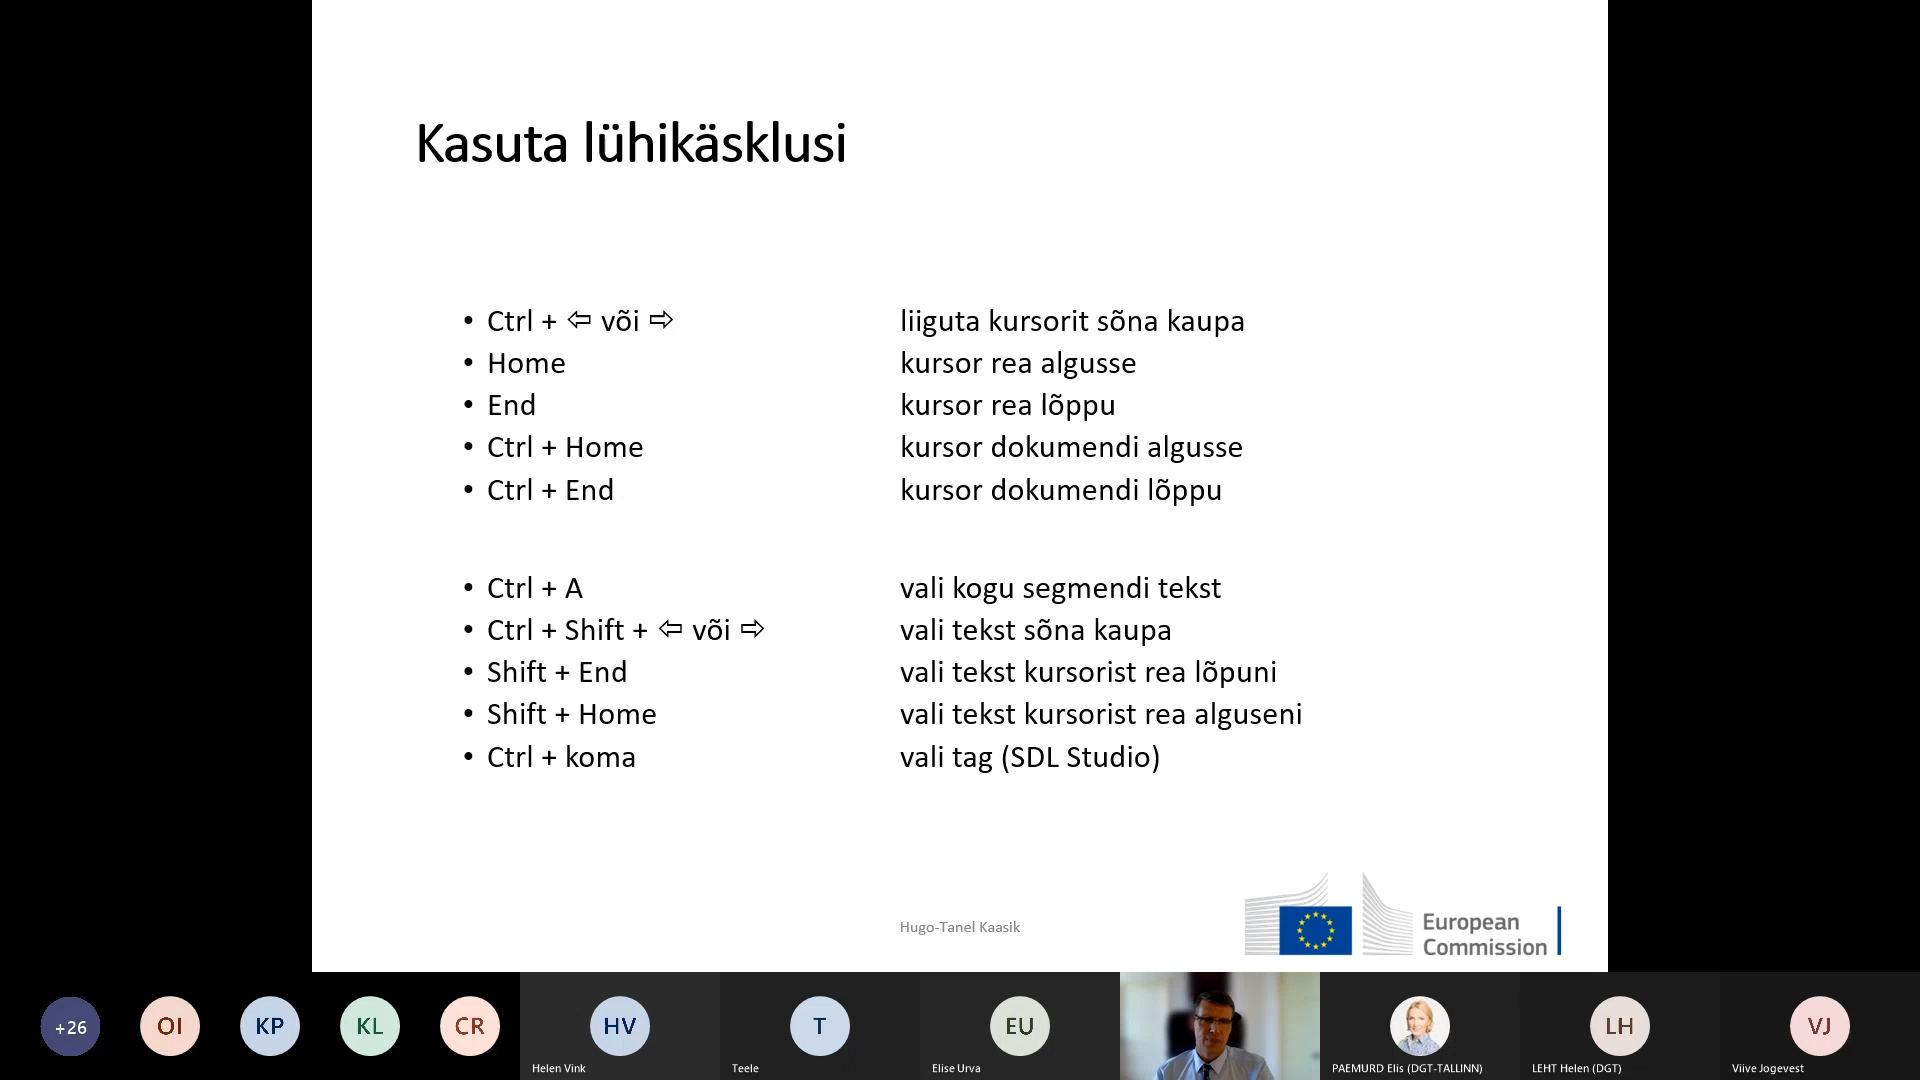 Kasuta lühikäsklusi
• Ctrl + ⇦ või ⇨ liiguta kursorit sõna kaupa
• Home kursor rea algusse
• End kursor rea lõppu
• Ctrl + Home kursor dokumendi algusse
• Ctrl + End kursor dokumendi lõppu
• Ctrl + A vali kogu segmendi tekst
• Ctrl + Shift + ⇦ või ⇨ vali tekst sõna kaupa
• Shift + End vali tekst kursorist rea lõpuni
• Shift + Home vali tekst kursorist rea alguseni
• Ctrl + koma vali tag (SDL Studio)
Hugo-Tanel Kaasik
European
Commission
+26 OI KP KL CR HV T EU LH VJ
Helen Vink Teele Elise Urva PAEMURD Elis (DGT-TALLINN) LEHT Helen (DGT) Viive Jogevest